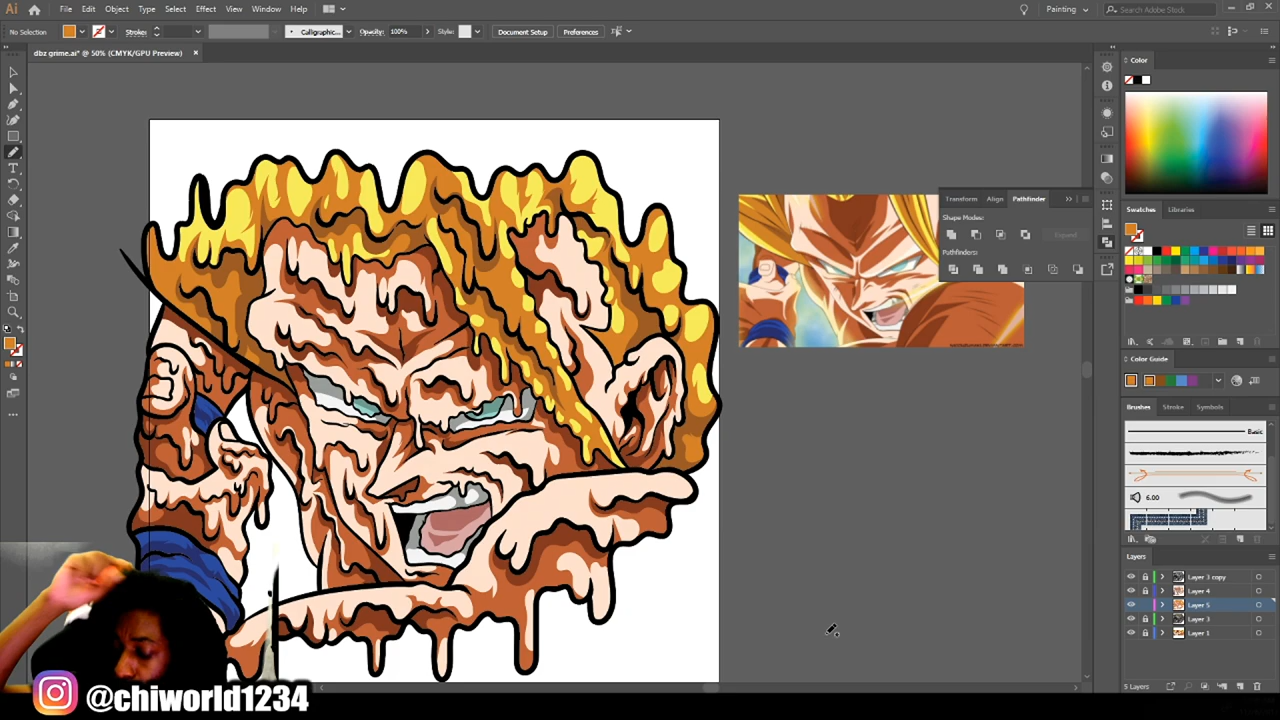 Ai File Edit Object Type Select Effect View Window Help Painting Search Adobe Stock
No Selection Stroke: Calligraphic... Opacity: 100% Style: Document Setup Preferences
dbz grime.ai* @ 50% (CMYK/GPU Preview)
Color
Transform Align Pathfinder
Shape Modes:
Expand
Pathfinders:
Swatches Libraries
Color Guide
Brushes Stroke Symbols
Basic
6.00
Layers
Layer 3 copy
Layer 4
Layer 5
Layer 3
Layer 1
5 Layers
@chiworld1234